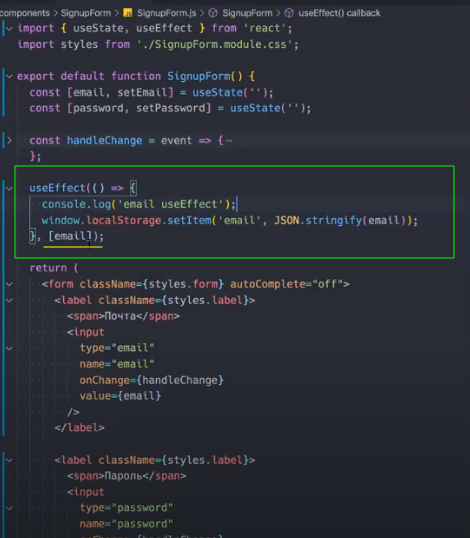 components > SignupForm > SignupForm.js > SignupForm > useEffect() callback
import { useState, useEffect } from 'react';
import styles from './SignupForm.module.css';
export default function SignupForm() {
const [email, setEmail] = useState('');
const [password, setPassword] = useState('');
const handleChange = event => {⋯
};
useEffect(() => {
console.log('email useEffect');
window.localStorage.setItem('email', JSON.stringify(email));
}, [email]);
return (
<form className={styles.form} autoComplete="off">
<label className={styles.label}>
<span>Почта</span>
<input
type="email"
name="email"
onChange={handleChange}
value={email}
/>
</label>
<label className={styles.label}>
<span>Пароль</span>
<input
type="password"
name="password"
onChange={handleChange}